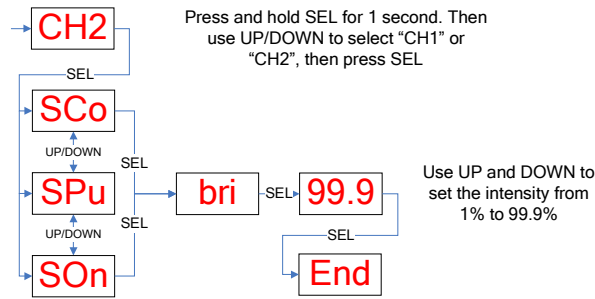 CH2
Press and hold SEL for 1 second. Then
use UP/DOWN to select “CH1” or
“CH2”, then press SEL
SEL
SCo
UP/DOWN
SEL
SPu
bri
SEL
99.9
Use UP and DOWN to
set the intensity from
1% to 99.9%
SEL
UP/DOWN
SEL
SOn
End